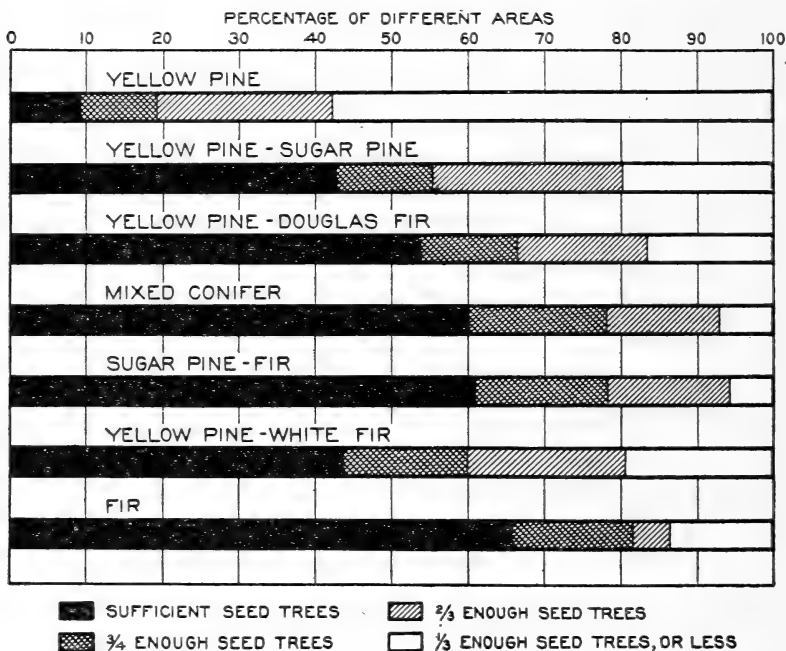 PERCENTAGE OF DIFFERENT AREAS
0 10 20 30 40 50 60 70 80 90 100
YELLOW PINE
YELLOW PINE - SUGAR PINE
YELLOW PINE - DOUGLAS FIR
MIXED CONIFER
SUGAR PINE - FIR
YELLOW PINE - WHITE FIR
FIR
SUFFICIENT SEED TREES
2/3 ENOUGH SEED TREES
3/4 ENOUGH SEED TREES
1/3 ENOUGH SEED TREES, OR LESS